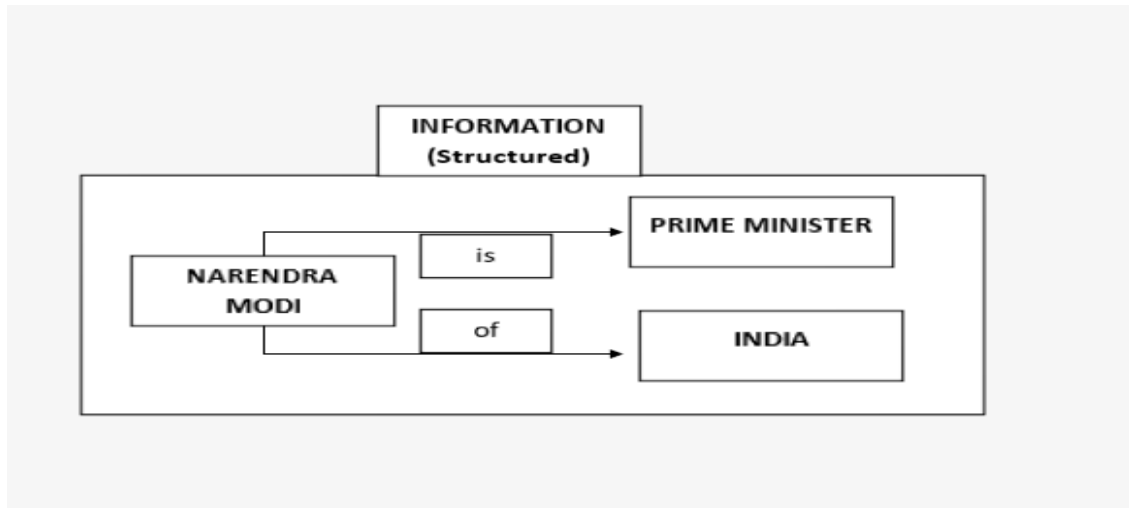 INFORMATION
(Structured)
PRIME MINISTER
is
NARENDRA
MODI
of
INDIA